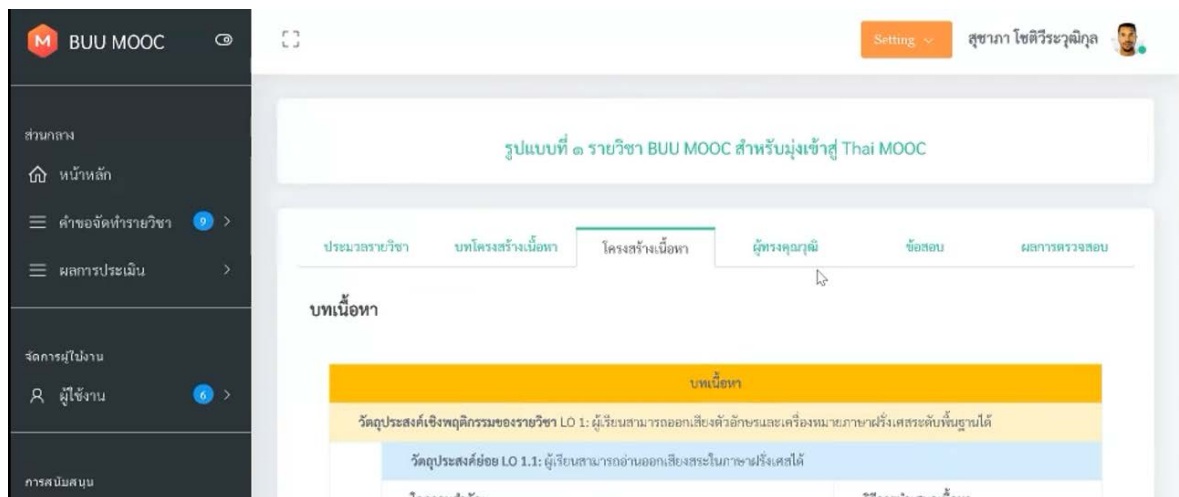 BUU MOOC
Setting
สุชาภา โชติวีระวุฒิกุล
ส่วนกลาง
หน้าหลัก
คำขอจัดทำรายวิชา 9
ผลการประเมิน
จัดการผู้ใช้งาน
ผู้ใช้งาน 6
การสนับสนุน
รูปแบบที่ ๑ รายวิชา BUU MOOC สำหรับมุ่งเข้าสู่ Thai MOOC
ประมวลรายวิชา บทโครงสร้างเนื้อหา โครงสร้างเนื้อหา ผู้ทรงคุณวุฒิ ข้อสอบ ผลการตรวจสอบ
บทเนื้อหา
บทเนื้อหา
วัตถุประสงค์เชิงพฤติกรรมของรายวิชา LO 1: ผู้เรียนสามารถออกเสียงตัวอักษรและเครื่องหมายภาษาฝรั่งเศสระดับพื้นฐานได้
วัตถุประสงค์ย่อย LO 1.1: ผู้เรียนสามารถอ่านออกเสียงสระในภาษาฝรั่งเศสได้